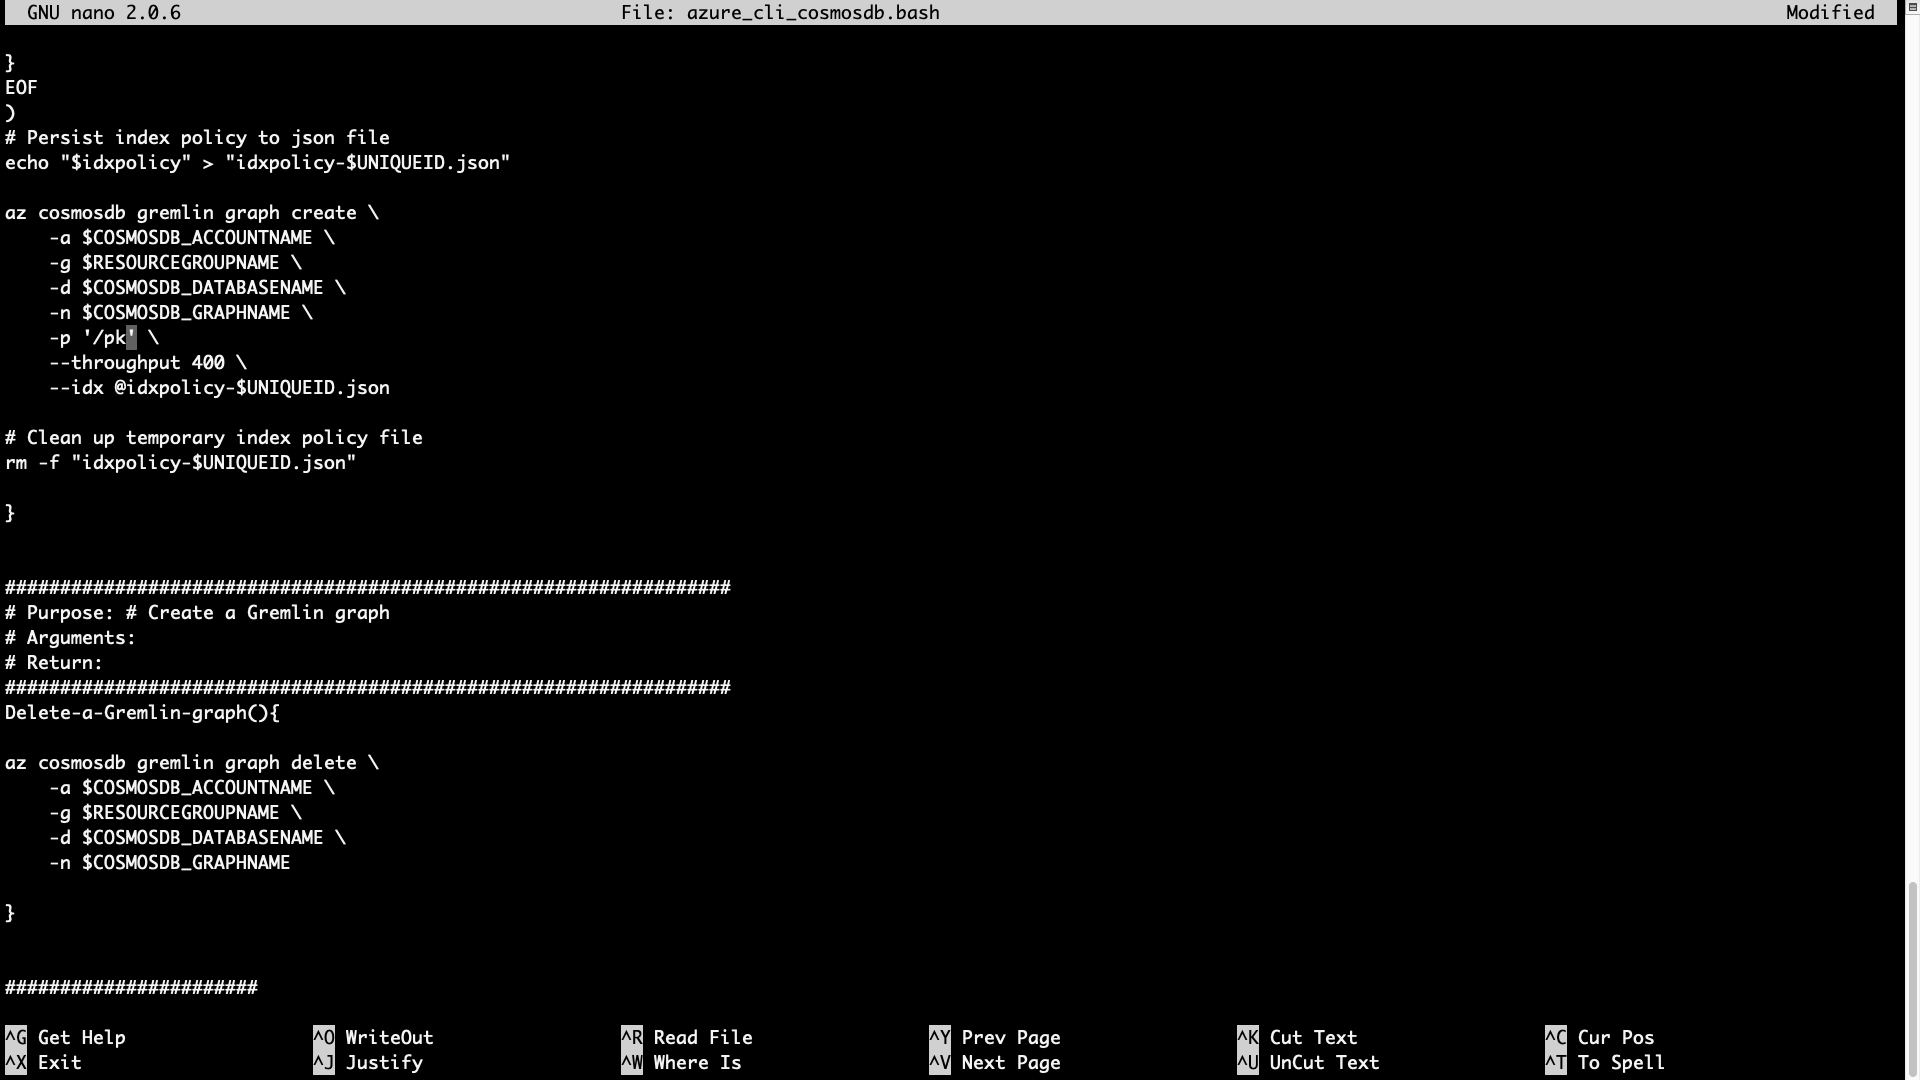 GNU nano 2.0.6 File: azure_cli_cosmosdb.bash Modified
}
EOF
)
# Persist index policy to json file
echo "$idxpolicy" > "idxpolicy-$UNIQUEID.json"
az cosmosdb gremlin graph create \
-a $COSMOSDB_ACCOUNTNAME \
-g $RESOURCEGROUPNAME \
-d $COSMOSDB_DATABASENAME \
-n $COSMOSDB_GRAPHNAME \
-p '/pk' \
--throughput 400 \
--idx @idxpolicy-$UNIQUEID.json
# Clean up temporary index policy file
rm -f "idxpolicy-$UNIQUEID.json"
}
##################################################################
# Purpose: # Create a Gremlin graph
# Arguments:
# Return:
##################################################################
Delete-a-Gremlin-graph(){
az cosmosdb gremlin graph delete \
-a $COSMOSDB_ACCOUNTNAME \
-g $RESOURCEGROUPNAME \
-d $COSMOSDB_DATABASENAME \
-n $COSMOSDB_GRAPHNAME
}
#######################
^G Get Help ^O WriteOut ^R Read File ^Y Prev Page ^K Cut Text ^C Cur Pos
^X Exit ^J Justify ^W Where Is ^V Next Page ^U UnCut Text ^T To Spell